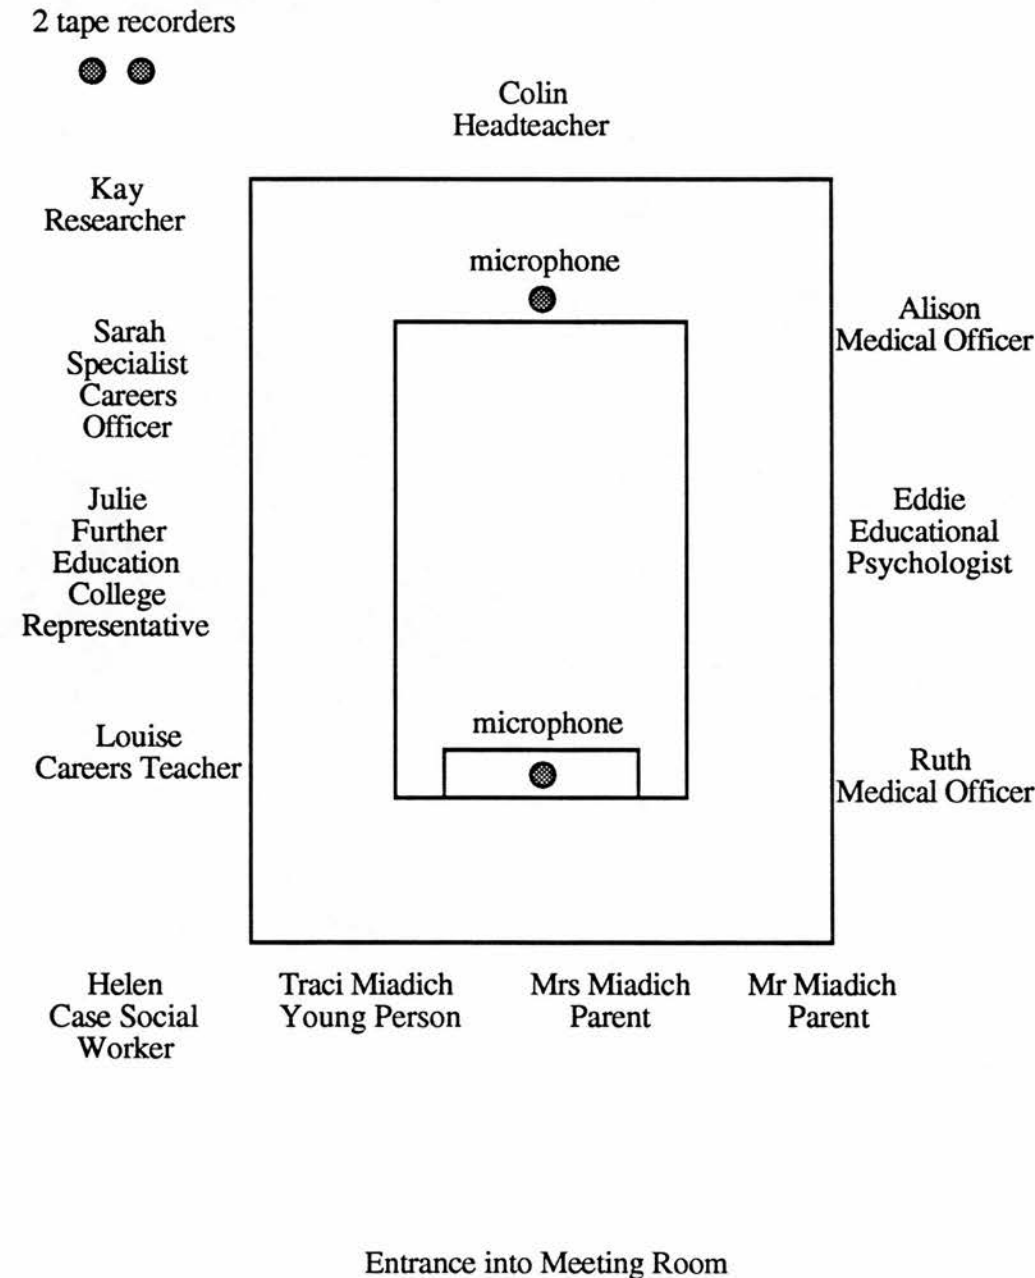 2 tape recorders
Colin
Headteacher
Kay
Researcher
microphone
Alison
Medical Officer
Sarah
Specialist
Careers
Officer
Julie
Further
Education
College
Representative
Eddie
Educational
Psychologist
microphone
Louise
Careers Teacher
Ruth
Medical Officer
Helen
Case Social
Worker
Traci Miadich
Young Person
Mrs Miadich
Parent
Mr Miadich
Parent
Entrance into Meeting Room